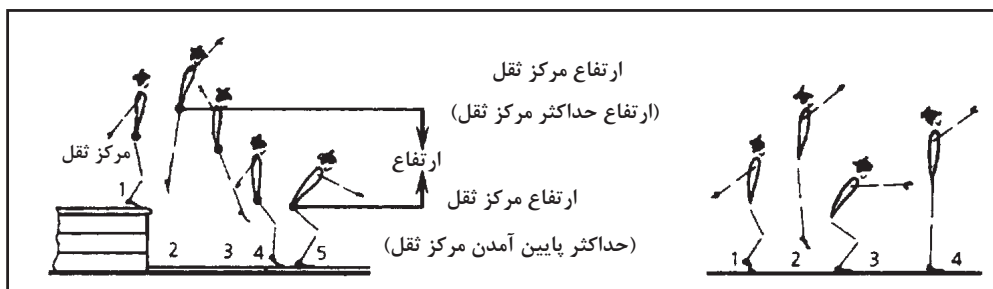 ارتفاع مرکز ثقل
(ارتفاع حداکثر مرکز ثقل)
مرکز ثقل
ارتفاع
ارتفاع مرکز ثقل
(حداکثر پایین آمدن مرکز ثقل)
1 2 3 4 5
1 2 3 4